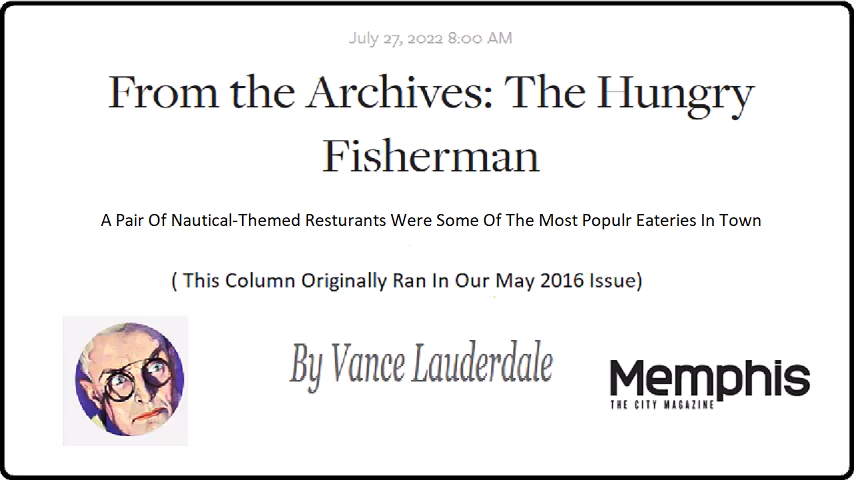 July 27, 2022 8:00 AM
From the Archives: The Hungry
Fisherman
A Pair Of Nautical-Themed Resturants Were Some Of The Most Populr Eateries In Town
( This Column Originally Ran In Our May 2016 Issue)
By Vance Lauderdale
Memphis
THE CITY MAGAZINE